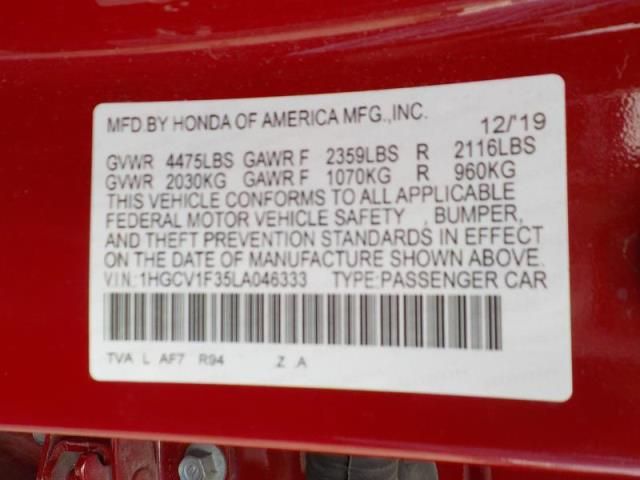 MFD.BY HONDA OF AMERICA MFG.,INC. 12/'19
GVWR 4475LBS GAWR F 2359LBS R 2116LBS
GVWR 2030KG GAWR F 1070KG R 960KG
THIS VEHICLE CONFORMS TO ALL APPLICABLE
FEDERAL MOTOR VEHICLE SAFETY , BUMPER,
AND THEFT PREVENTION STANDARDS IN EFFECT
ON THE DATE OF MANUFACTURE SHOWN ABOVE.
V.I.N.:1HGCV1F35LA046333 TYPE:PASSENGER CAR
TVA L AF7 R94 Z A